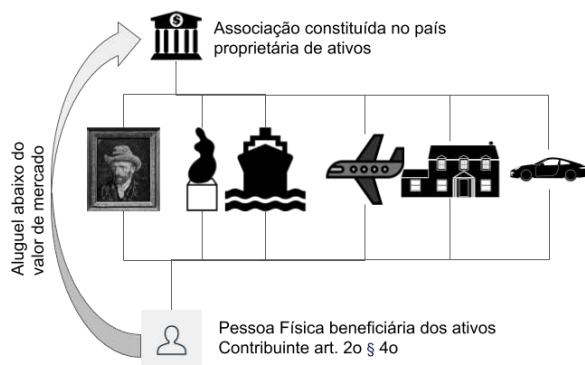 $
Associação constituída no país
proprietária de ativos
Aluguel abaixo do
valor de mercado
Pessoa Física beneficiária dos ativos
Contribuinte art. 2o § 4o